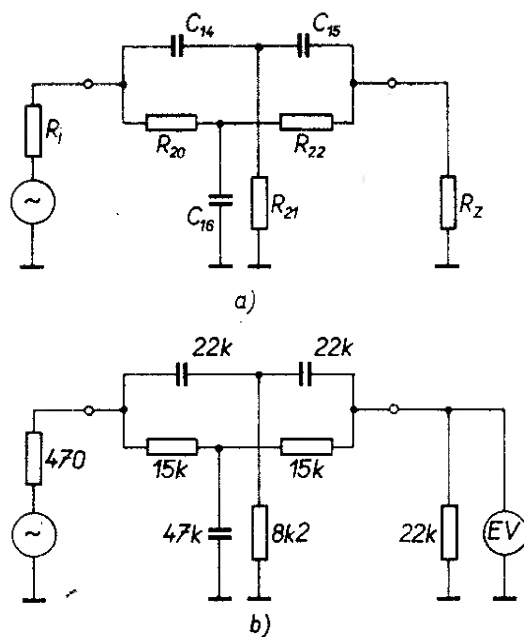 C14 C15
Ri R20 R22
~ C16 R21 RZ
a)
22k 22k
470 15k 15k
~ 47k 8k2 22k EV
b)